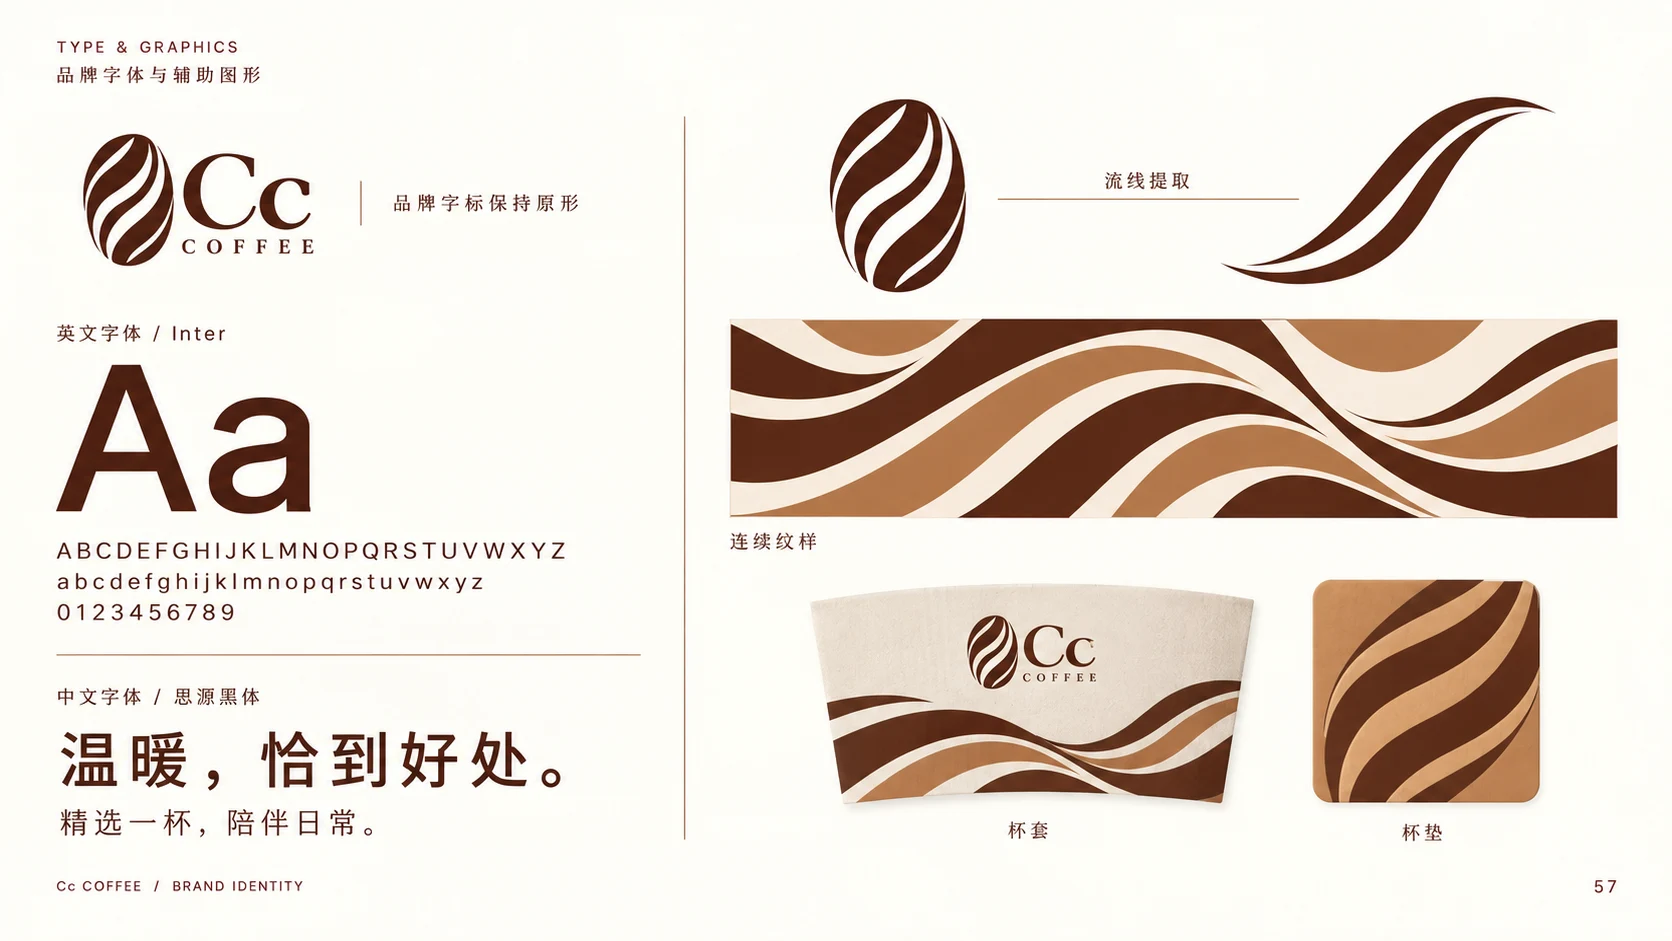 TYPE & GRAPHICS
品牌字体与辅助图形
Cc
COFFEE
品牌字标保持原形
英文字体 / Inter
Aa
ABCDEFGHIJKLMNOPQRSTUVWXYZ
abcdefghijklmnopqrstuvwxyz
0123456789
中文字体 / 思源黑体
温暖，恰到好处。
精选一杯，陪伴日常。
流线提取
连续纹样
Cc
COFFEE
杯套
杯垫
Cc COFFEE / BRAND IDENTITY
57